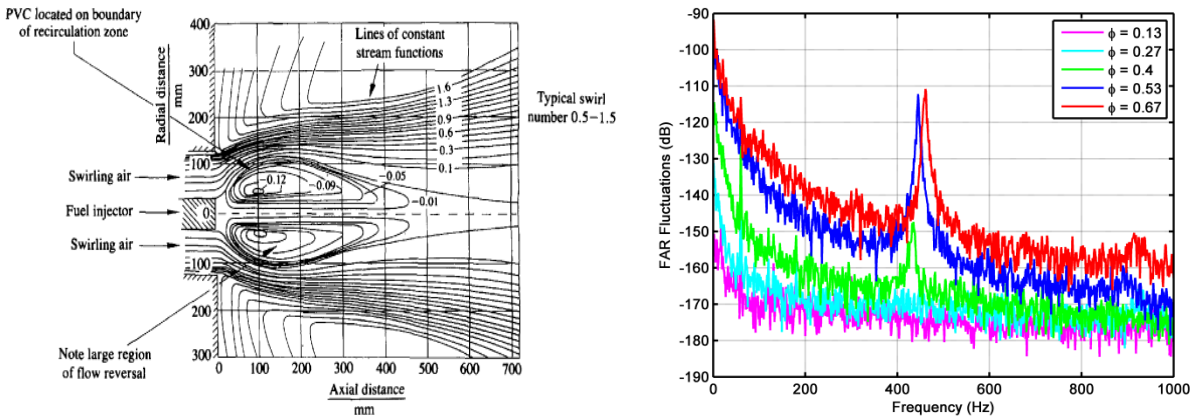 PVC located on boundary
of recirculation zone
400
300
200
100
0
100
200
300
Radial distance
mm
Lines of constant
stream functions
1.6
1.3
0.9
0.6
0.3
0.1
Typical swirl
number 0.5–1.5
Swirling air
Fuel injector
Swirling air
−0.12
−0.09
−0.05
−0.01
Note large region
of flow reversal
0 100 200 300 400 500 600 700
Axial distance
mm
-90
-100
-110
-120
-130
-140
-150
-160
-170
-180
-190
FAR Fluctuations (dB)
ϕ = 0.13
ϕ = 0.27
ϕ = 0.4
ϕ = 0.53
ϕ = 0.67
0 200 400 600 800 1000
Frequency (Hz)